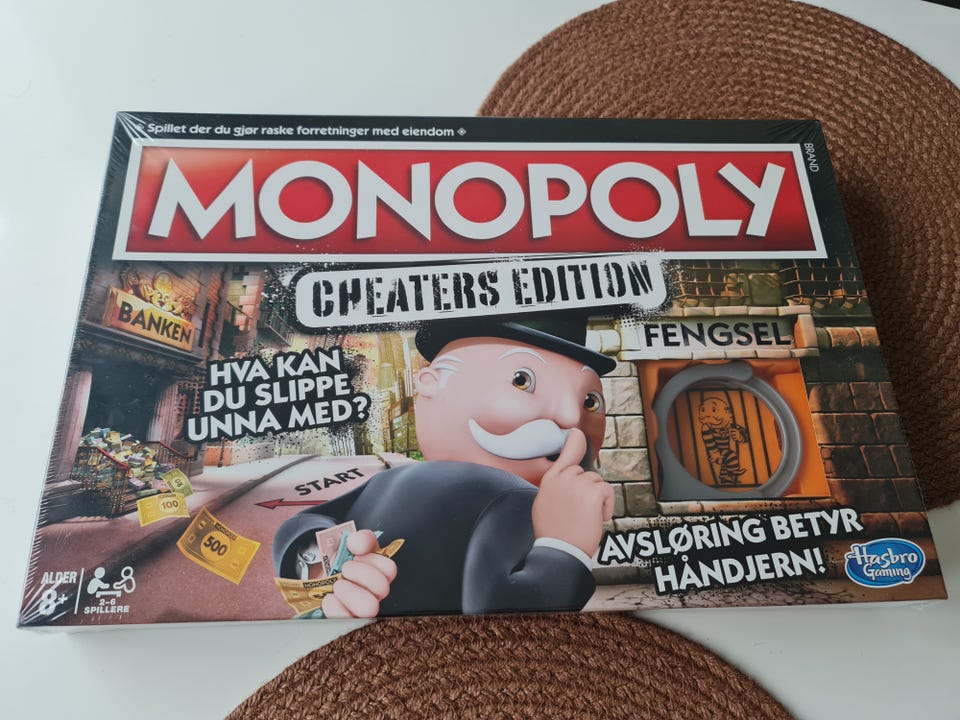 Spillet der du gjør raske forretninger med eiendom
BRAND
MONOPOLY
CHEATERS EDITION
BANKEN
FENGSEL
HVA KAN
DU SLIPPE
UNNA MED?
START
100
500
MONOPOLY
AVSLØRING BETYR
HÅNDJERN!
Hasbro
Gaming
ALDER
8+
2-6
SPILLERE